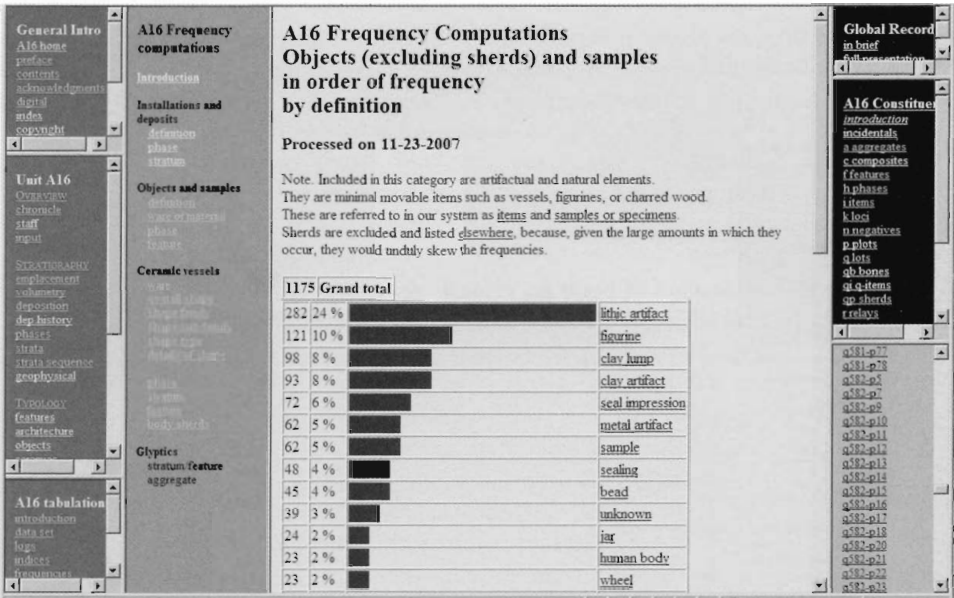 General Intro
A16 home
preface
contents
acknowledgments
digital
index
copyright
Unit A16
OVERVIEW
chronicle
staff
input
STRATIGRAPHY
emplacement
volumetry
deposition
dep history
phases
strata
strata sequence
geophysical
TYPOLOGY
features
architecture
objects
A16 tabulation
introduction
data set
logs
indices
frequencies
A16 Frequency
computations
Introduction
Installations and
deposits
definition
phase
stratum
Objects and samples
definition
ware or material
phase
feature
Ceramic vessels
ware
phase
body sherds
Glyptics
stratum feature
aggregate
A16 Frequency Computations
Objects (excluding sherds) and samples
in order of frequency
by definition
Processed on 11-23-2007
Note. Included in this category are artifactual and natural elements.
They are minimal movable items such as vessels, figurines, or charred wood.
These are referred to in our system as items and samples or specimens.
Sherds are excluded and listed elsewhere, because, given the large amounts in which they
occur, they would unduly skew the frequencies.
1175 Grand total
282 24 % lithic artifact
121 10 % figurine
98 8 % clay lump
93 8 % clay artifact
72 6 % seal impression
62 5 % metal artifact
62 5 % sample
48 4 % sealing
45 4 % bead
39 3 % unknown
24 2 % jar
23 2 % human body
23 2 % wheel
Global Record
in brief
full presentation
A16 Constituen
introduction
incidentals
a aggregates
c composites
f features
h phases
i items
k loci
n negatives
p plots
q lots
qb bones
qi q-items
qp sherds
r relays
q581-p77
q581-p78
q582-p5
q582-p7
q582-p9
q582-p10
q582-p11
q582-p12
q582-p13
q582-p14
q582-p15
q582-p16
q582-p17
q582-p18
q582-p20
q582-p21
q582-p22
q582-p23